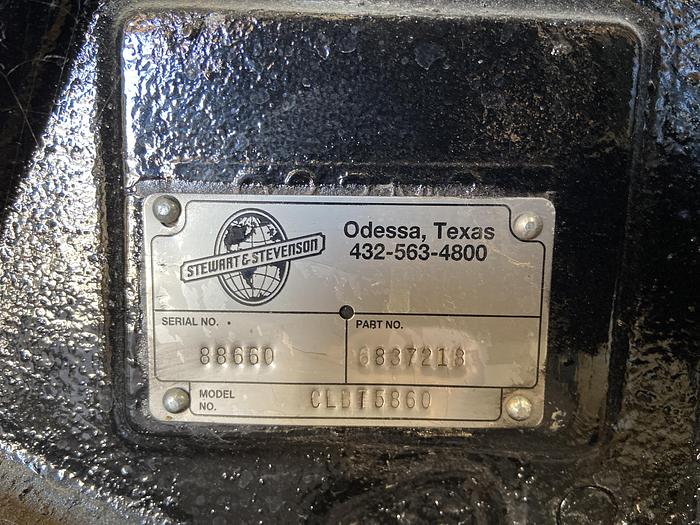 STEWART & STEVENSON
Odessa, Texas
432-563-4800
SERIAL NO.
PART NO.
88660
6837218
MODEL
NO.
CLBT5860